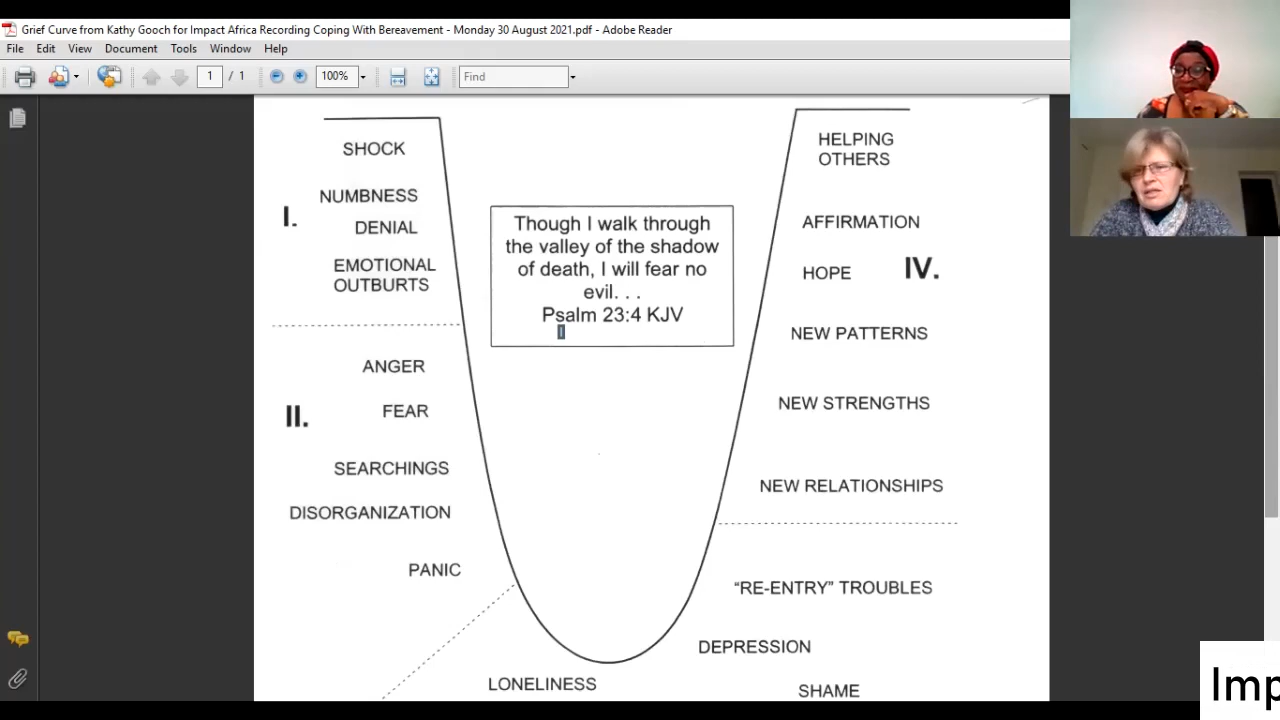 Grief Curve from Kathy Gooch for Impact Africa Recording Coping With Bereavement - Monday 30 August 2021.pdf - Adobe Reader
File Edit View Document Tools Window Help
1 / 1 100% Find
SHOCK
NUMBNESS
I.
DENIAL
EMOTIONAL
OUTBURTS
ANGER
II.
FEAR
SEARCHINGS
DISORGANIZATION
PANIC
Though I walk through
the valley of the shadow
of death, I will fear no
evil. . .
Psalm 23:4 KJV
HELPING
OTHERS
AFFIRMATION
HOPE IV.
NEW PATTERNS
NEW STRENGTHS
NEW RELATIONSHIPS
“RE-ENTRY” TROUBLES
DEPRESSION
LONELINESS
SHAME
Imp